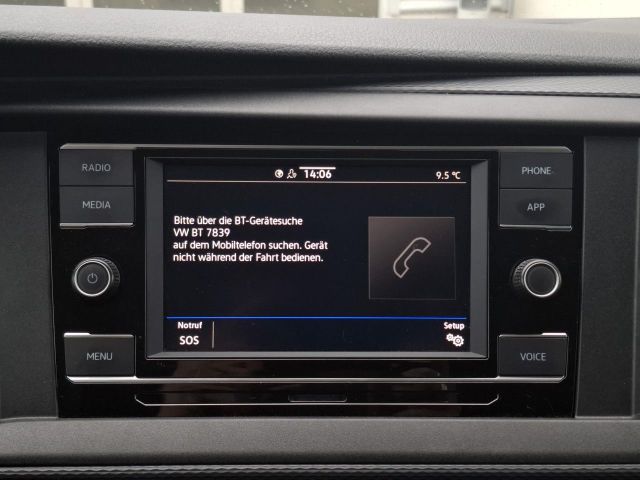 RADIO
MEDIA
MENU
14:06
9.5 °C
Bitte über die BT-Gerätesuche
VW BT 7839
auf dem Mobiltelefon suchen. Gerät
nicht während der Fahrt bedienen.
Notruf
SOS
Setup
PHONE
APP
VOICE